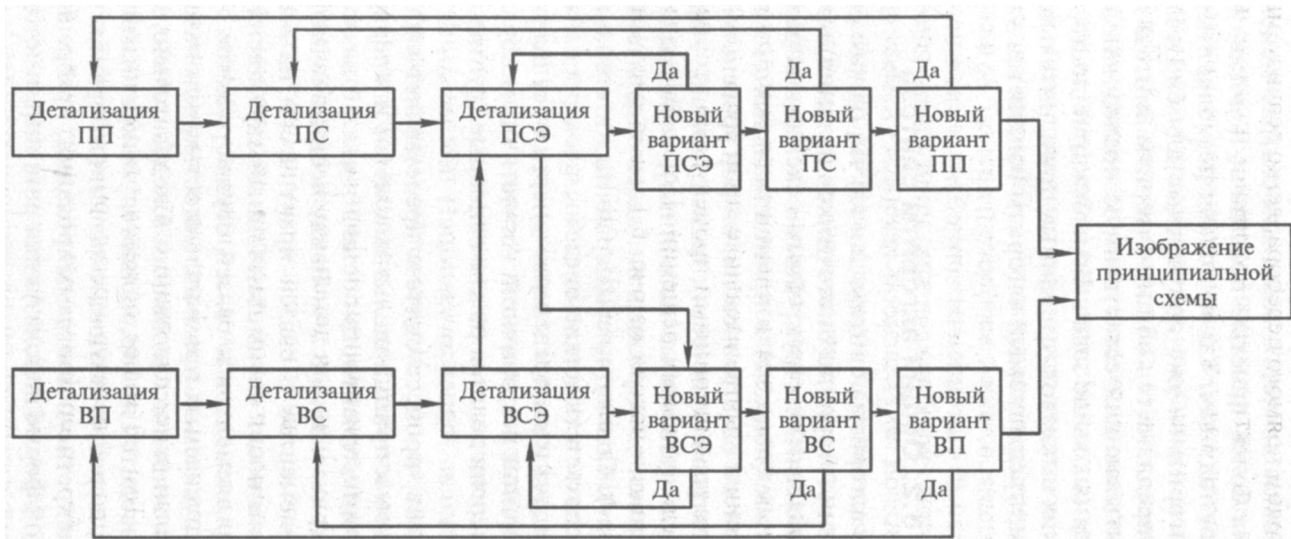 Да
Да
Да
Детализация
ПП
Детализация
ПС
Детализация
ПСЭ
Новый
вариант
ПСЭ
Новый
вариант
ПС
Новый
вариант
ПП
Изображение
принципиальной
схемы
Детализация
ВП
Детализация
ВС
Детализация
ВСЭ
Новый
вариант
ВСЭ
Новый
вариант
ВС
Новый
вариант
ВП
Да
Да
Да